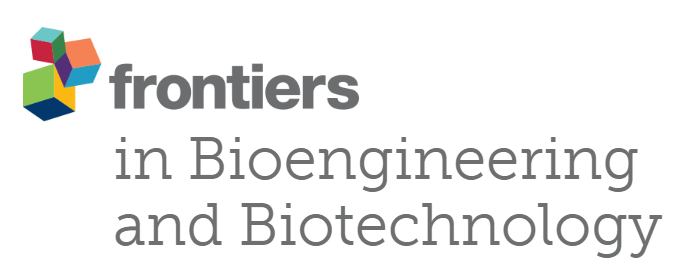 frontiers
in Bioengineering
and Biotechnology